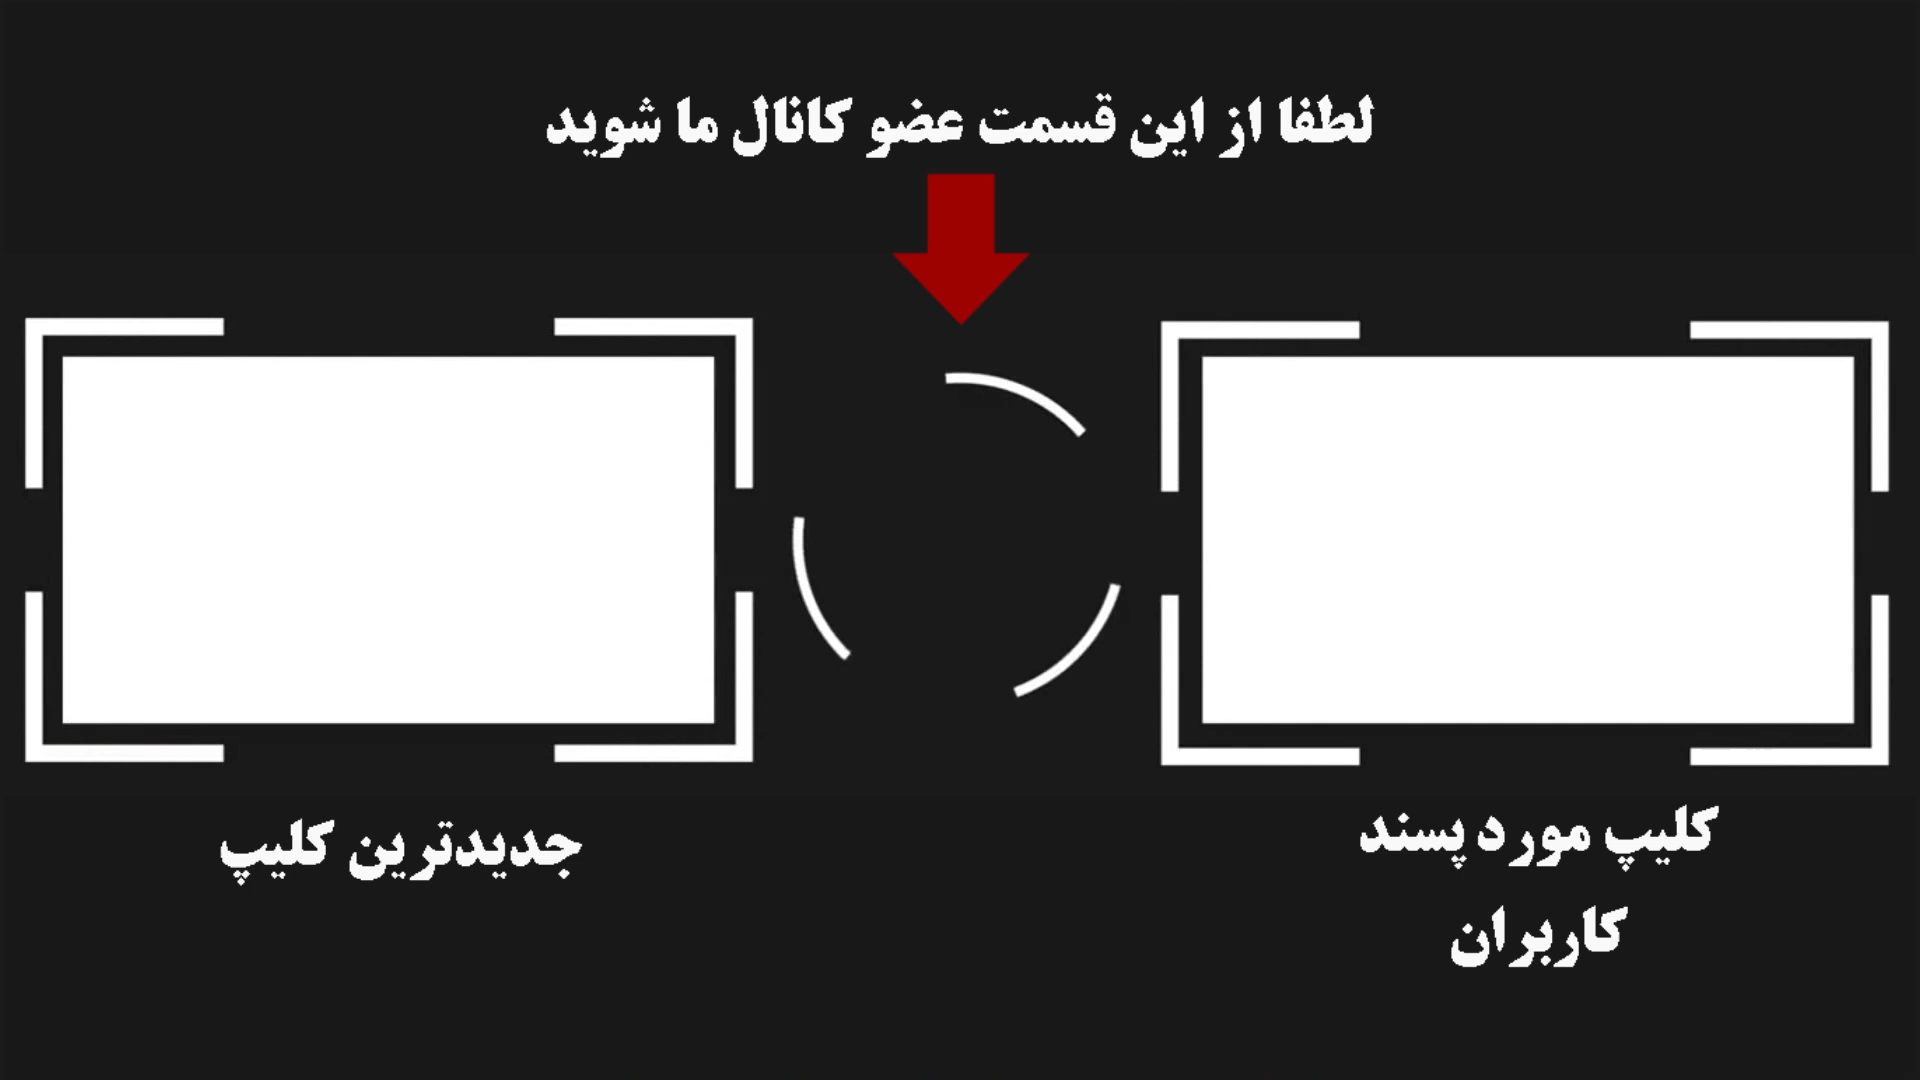 لطفا از این قسمت عضو کانال ما شوید
کلیپ مورد پسند
کاربران
جدیدترین کلیپ